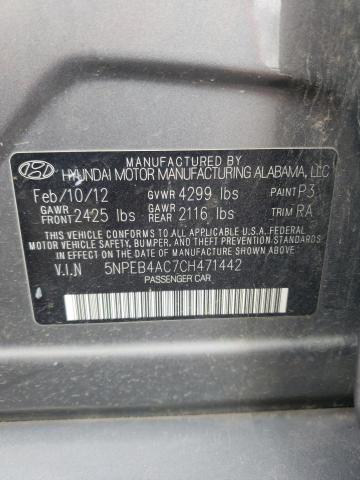 MANUFACTURED BY
HYUNDAI MOTOR MANUFACTURING ALABAMA, LLC
Feb/10/12 GVWR 4299 lbs PAINT P3
GAWR FRONT 2425 lbs GAWR REAR 2116 lbs TRIM RA
THIS VEHICLE CONFORMS TO ALL APPLICABLE U.S. FEDERAL
MOTOR VEHICLE SAFETY, BUMPER, AND THEFT PREVENTION
STANDARDS IN EFFECT ON THE DATE OF MANUFACTURE
SHOWN ABOVE.
V.I.N 5NPEB4AC7CH471442
PASSENGER CAR